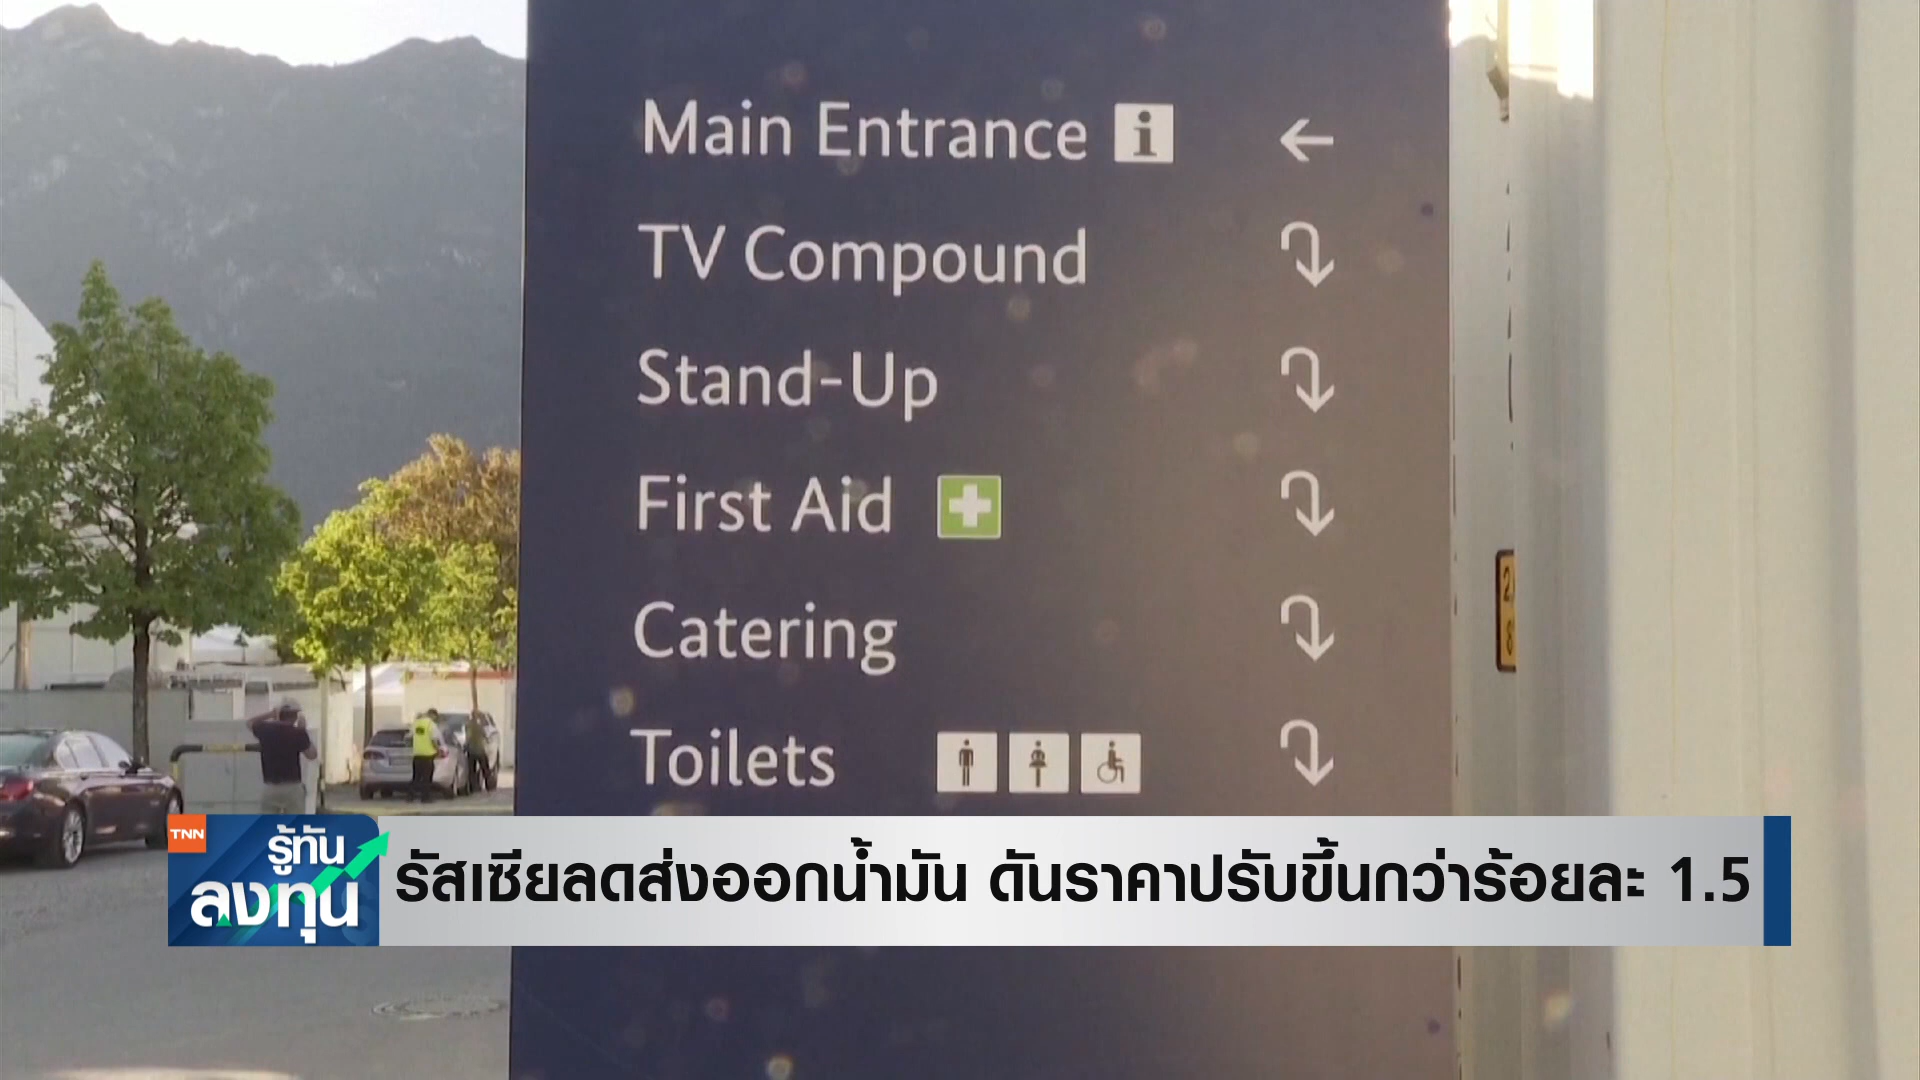 Main Entrance i ←
TV Compound
Stand-Up
First Aid
Catering
Toilets
TNN
รู้ทัน
ลงทุน
รัสเซียลดส่งออกน้ำมัน ดันราคาปรับขึ้นกว่าร้อยละ 1.5